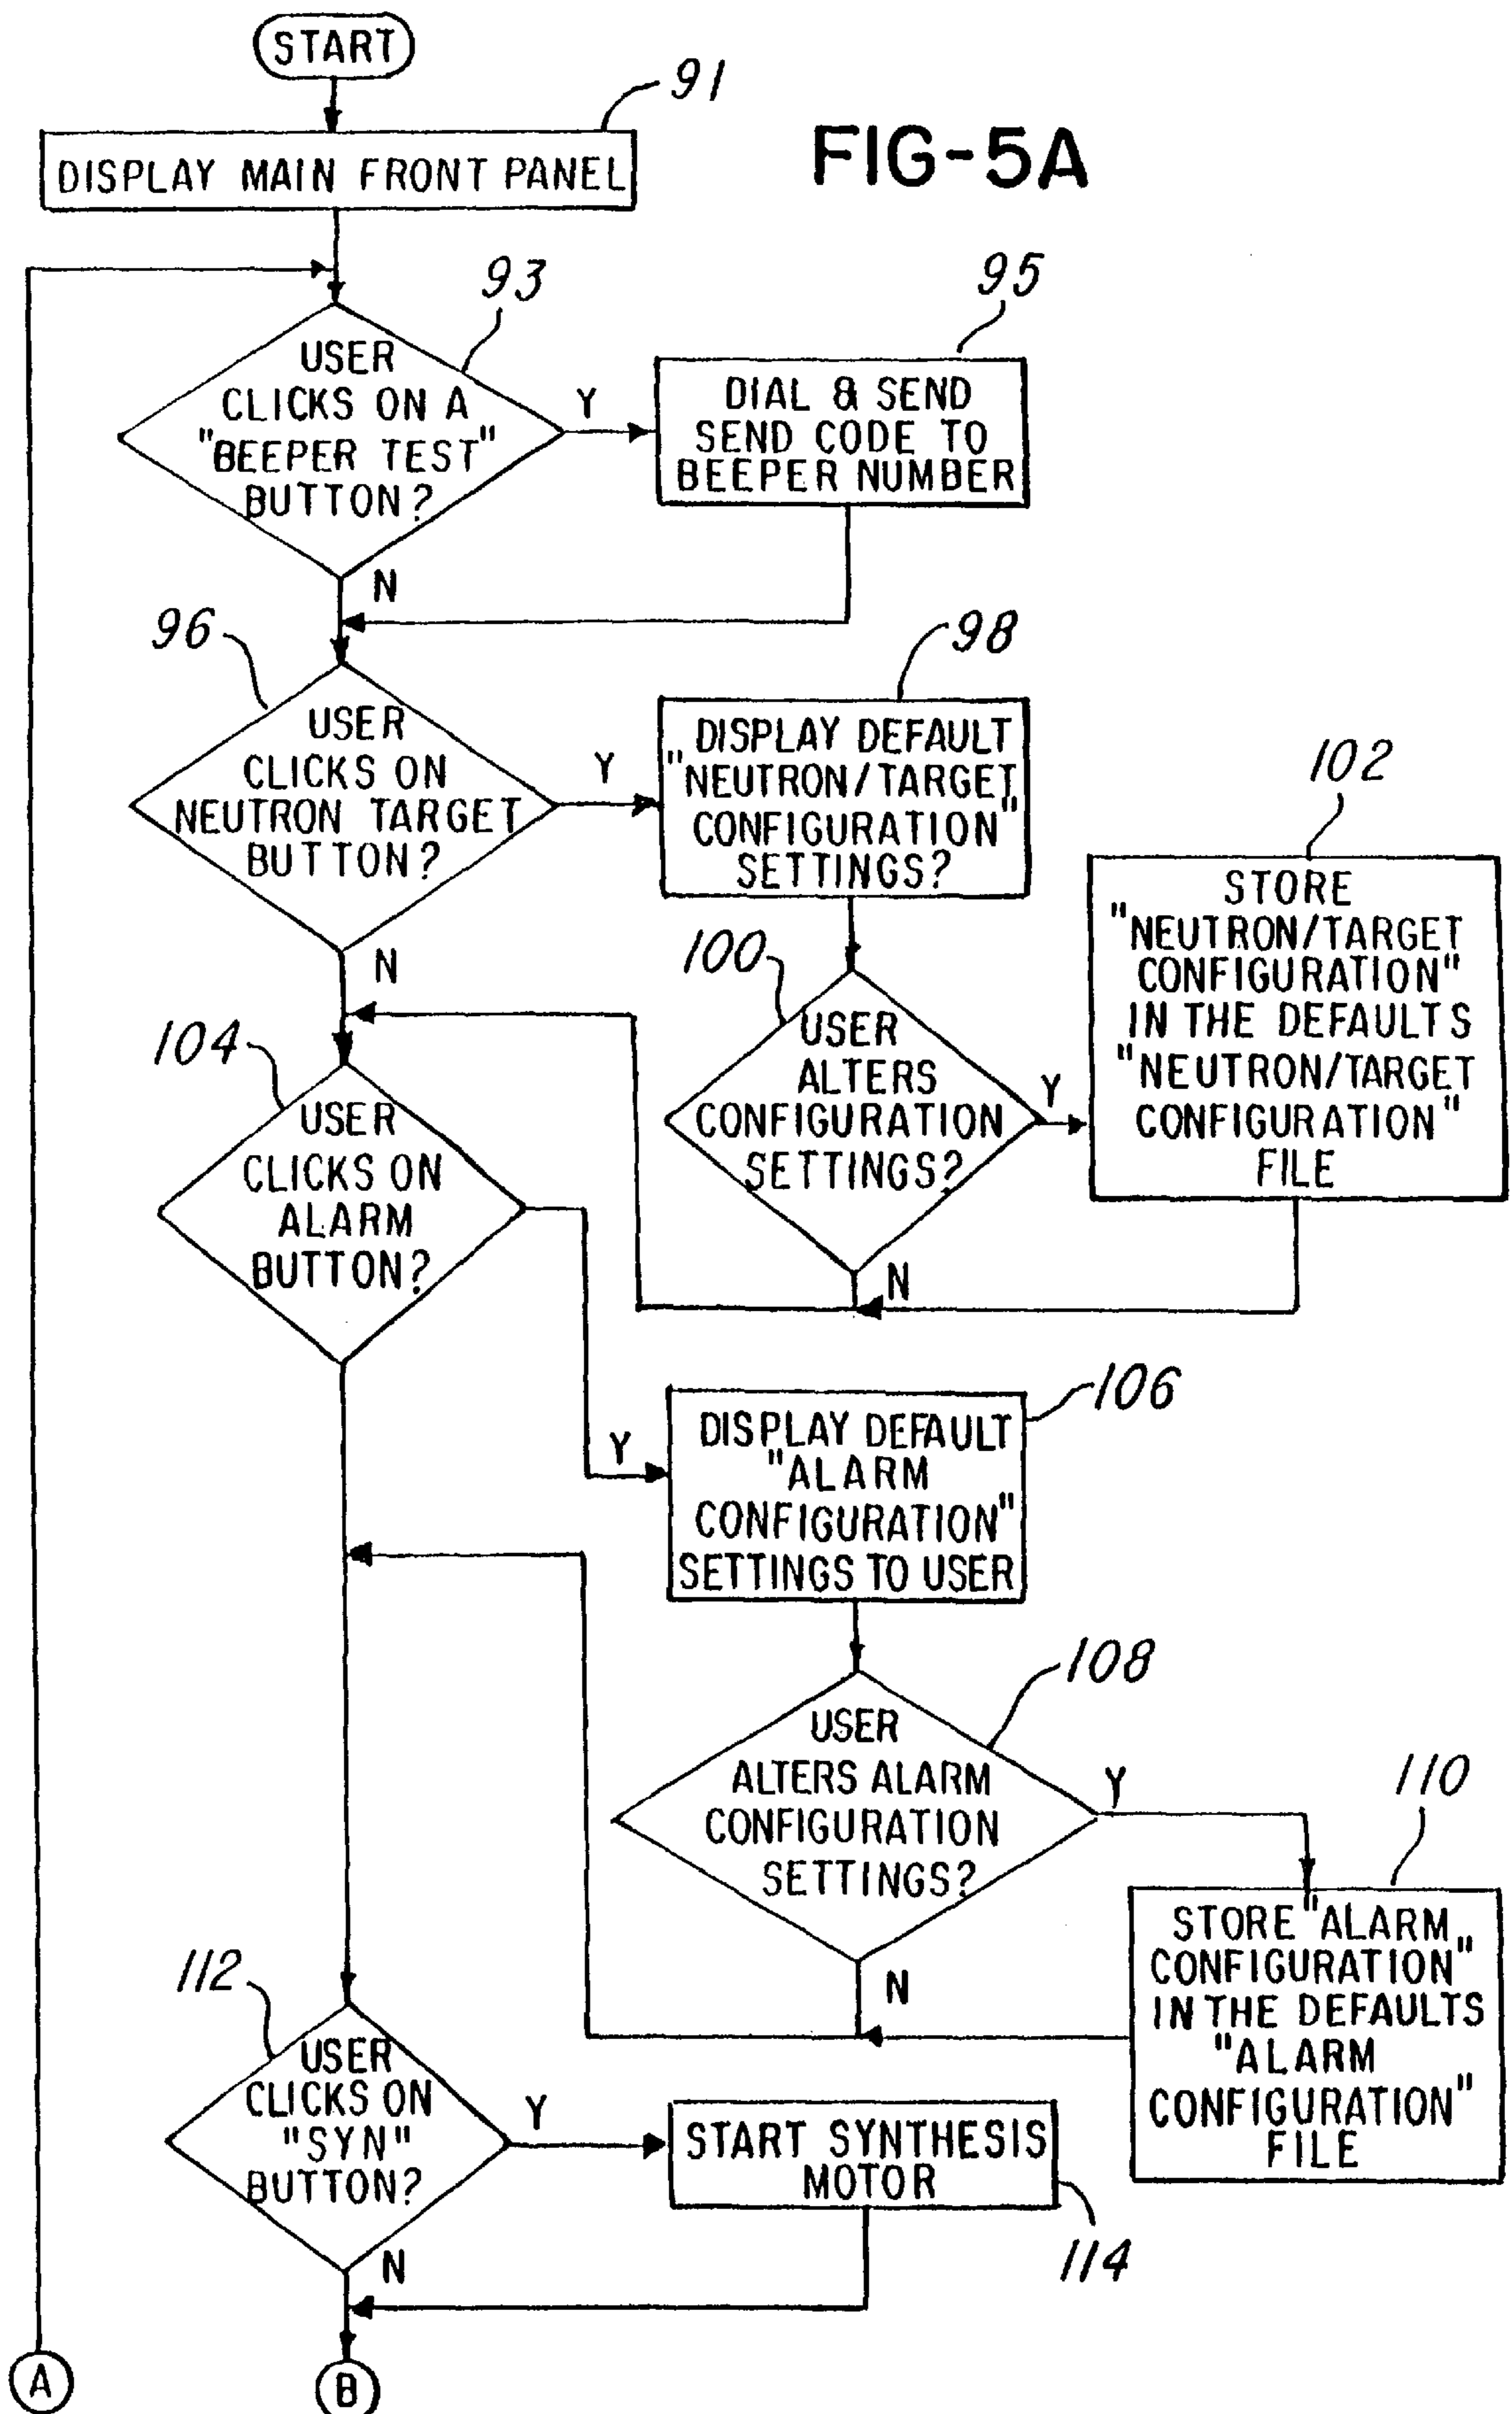 START
91
DISPLAY MAIN FRONT PANEL
FIG-5A
93
USER
CLICKS ON A
"BEEPER TEST"
BUTTON?
Y
N
95
DIAL & SEND
SEND CODE TO
BEEPER NUMBER
96
USER
CLICKS ON
NEUTRON TARGET
BUTTON?
Y
N
98
DISPLAY DEFAULT
"NEUTRON/TARGET
CONFIGURATION"
SETTINGS?
100
USER
ALTERS
CONFIGURATION
SETTINGS?
Y
N
102
STORE
"NEUTRON/TARGET
CONFIGURATION"
IN THE DEFAULTS
"NEUTRON/TARGET
CONFIGURATION"
FILE
104
USER
CLICKS ON
ALARM
BUTTON?
Y
106
DISPLAY DEFAULT
"ALARM
CONFIGURATION"
SETTINGS TO USER
108
USER
ALTERS ALARM
CONFIGURATION
SETTINGS?
Y
N
110
STORE "ALARM
CONFIGURATION"
IN THE DEFAULTS
"ALARM
CONFIGURATION"
FILE
112
USER
CLICKS ON
"SYN"
BUTTON?
Y
N
START SYNTHESIS
MOTOR
114
A
B